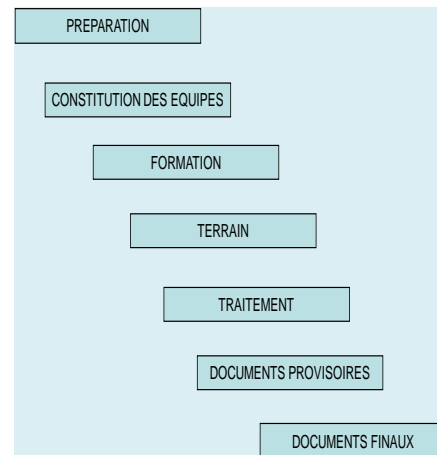 PREPARATION
CONSTITUTION DES EQUIPES
FORMATION
TERRAIN
TRAITEMENT
DOCUMENTS PROVISOIRES
DOCUMENTS FINAUX